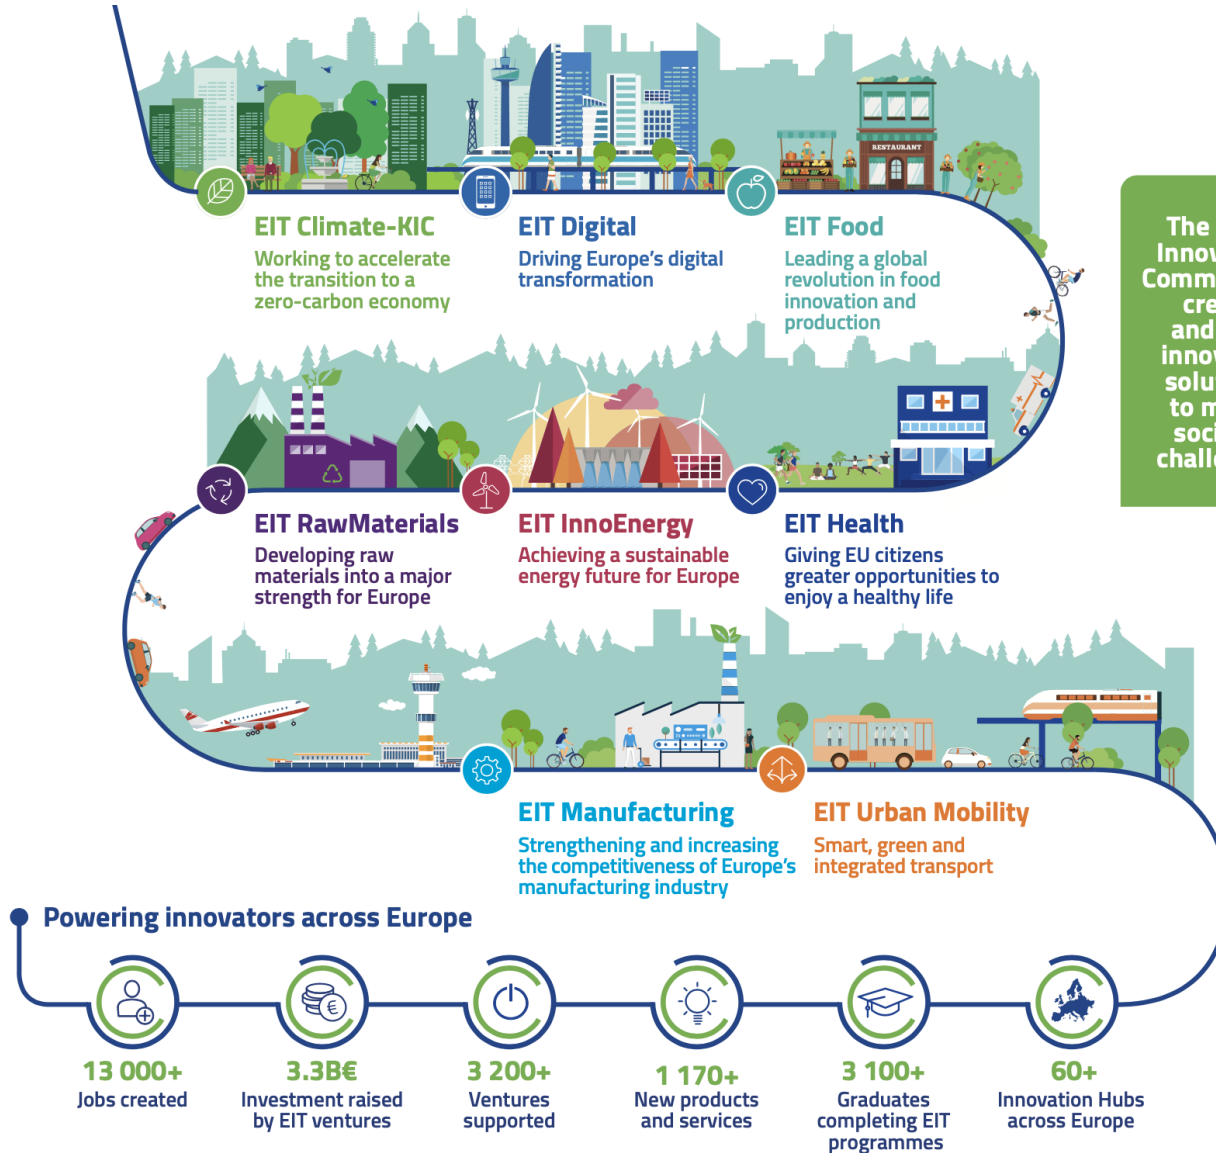 RESTAURANT
EIT Climate-KIC
Working to accelerate
the transition to a
zero-carbon economy
EIT Digital
Driving Europe's digital
transformation
EIT Food
Leading a global
revolution in food
innovation and
production
The
Innov
Comm
cre
and
innov
solu
to m
soci
challe
EIT RawMaterials
Developing raw
materials into a major
strength for Europe
EIT InnoEnergy
Achieving a sustainable
energy future for Europe
EIT Health
Giving EU citizens
greater opportunities to
enjoy a healthy life
EIT Manufacturing
Strengthening and increasing
the competitiveness of Europe's
manufacturing industry
EIT Urban Mobility
Smart, green and
integrated transport
Powering innovators across Europe
€
13 000+
Jobs created
3.3B€
Investment raised
by EIT ventures
3 200+
Ventures
supported
1 170+
New products
and services
3 100+
Graduates
completing EIT
programmes
60+
Innovation Hubs
across Europe